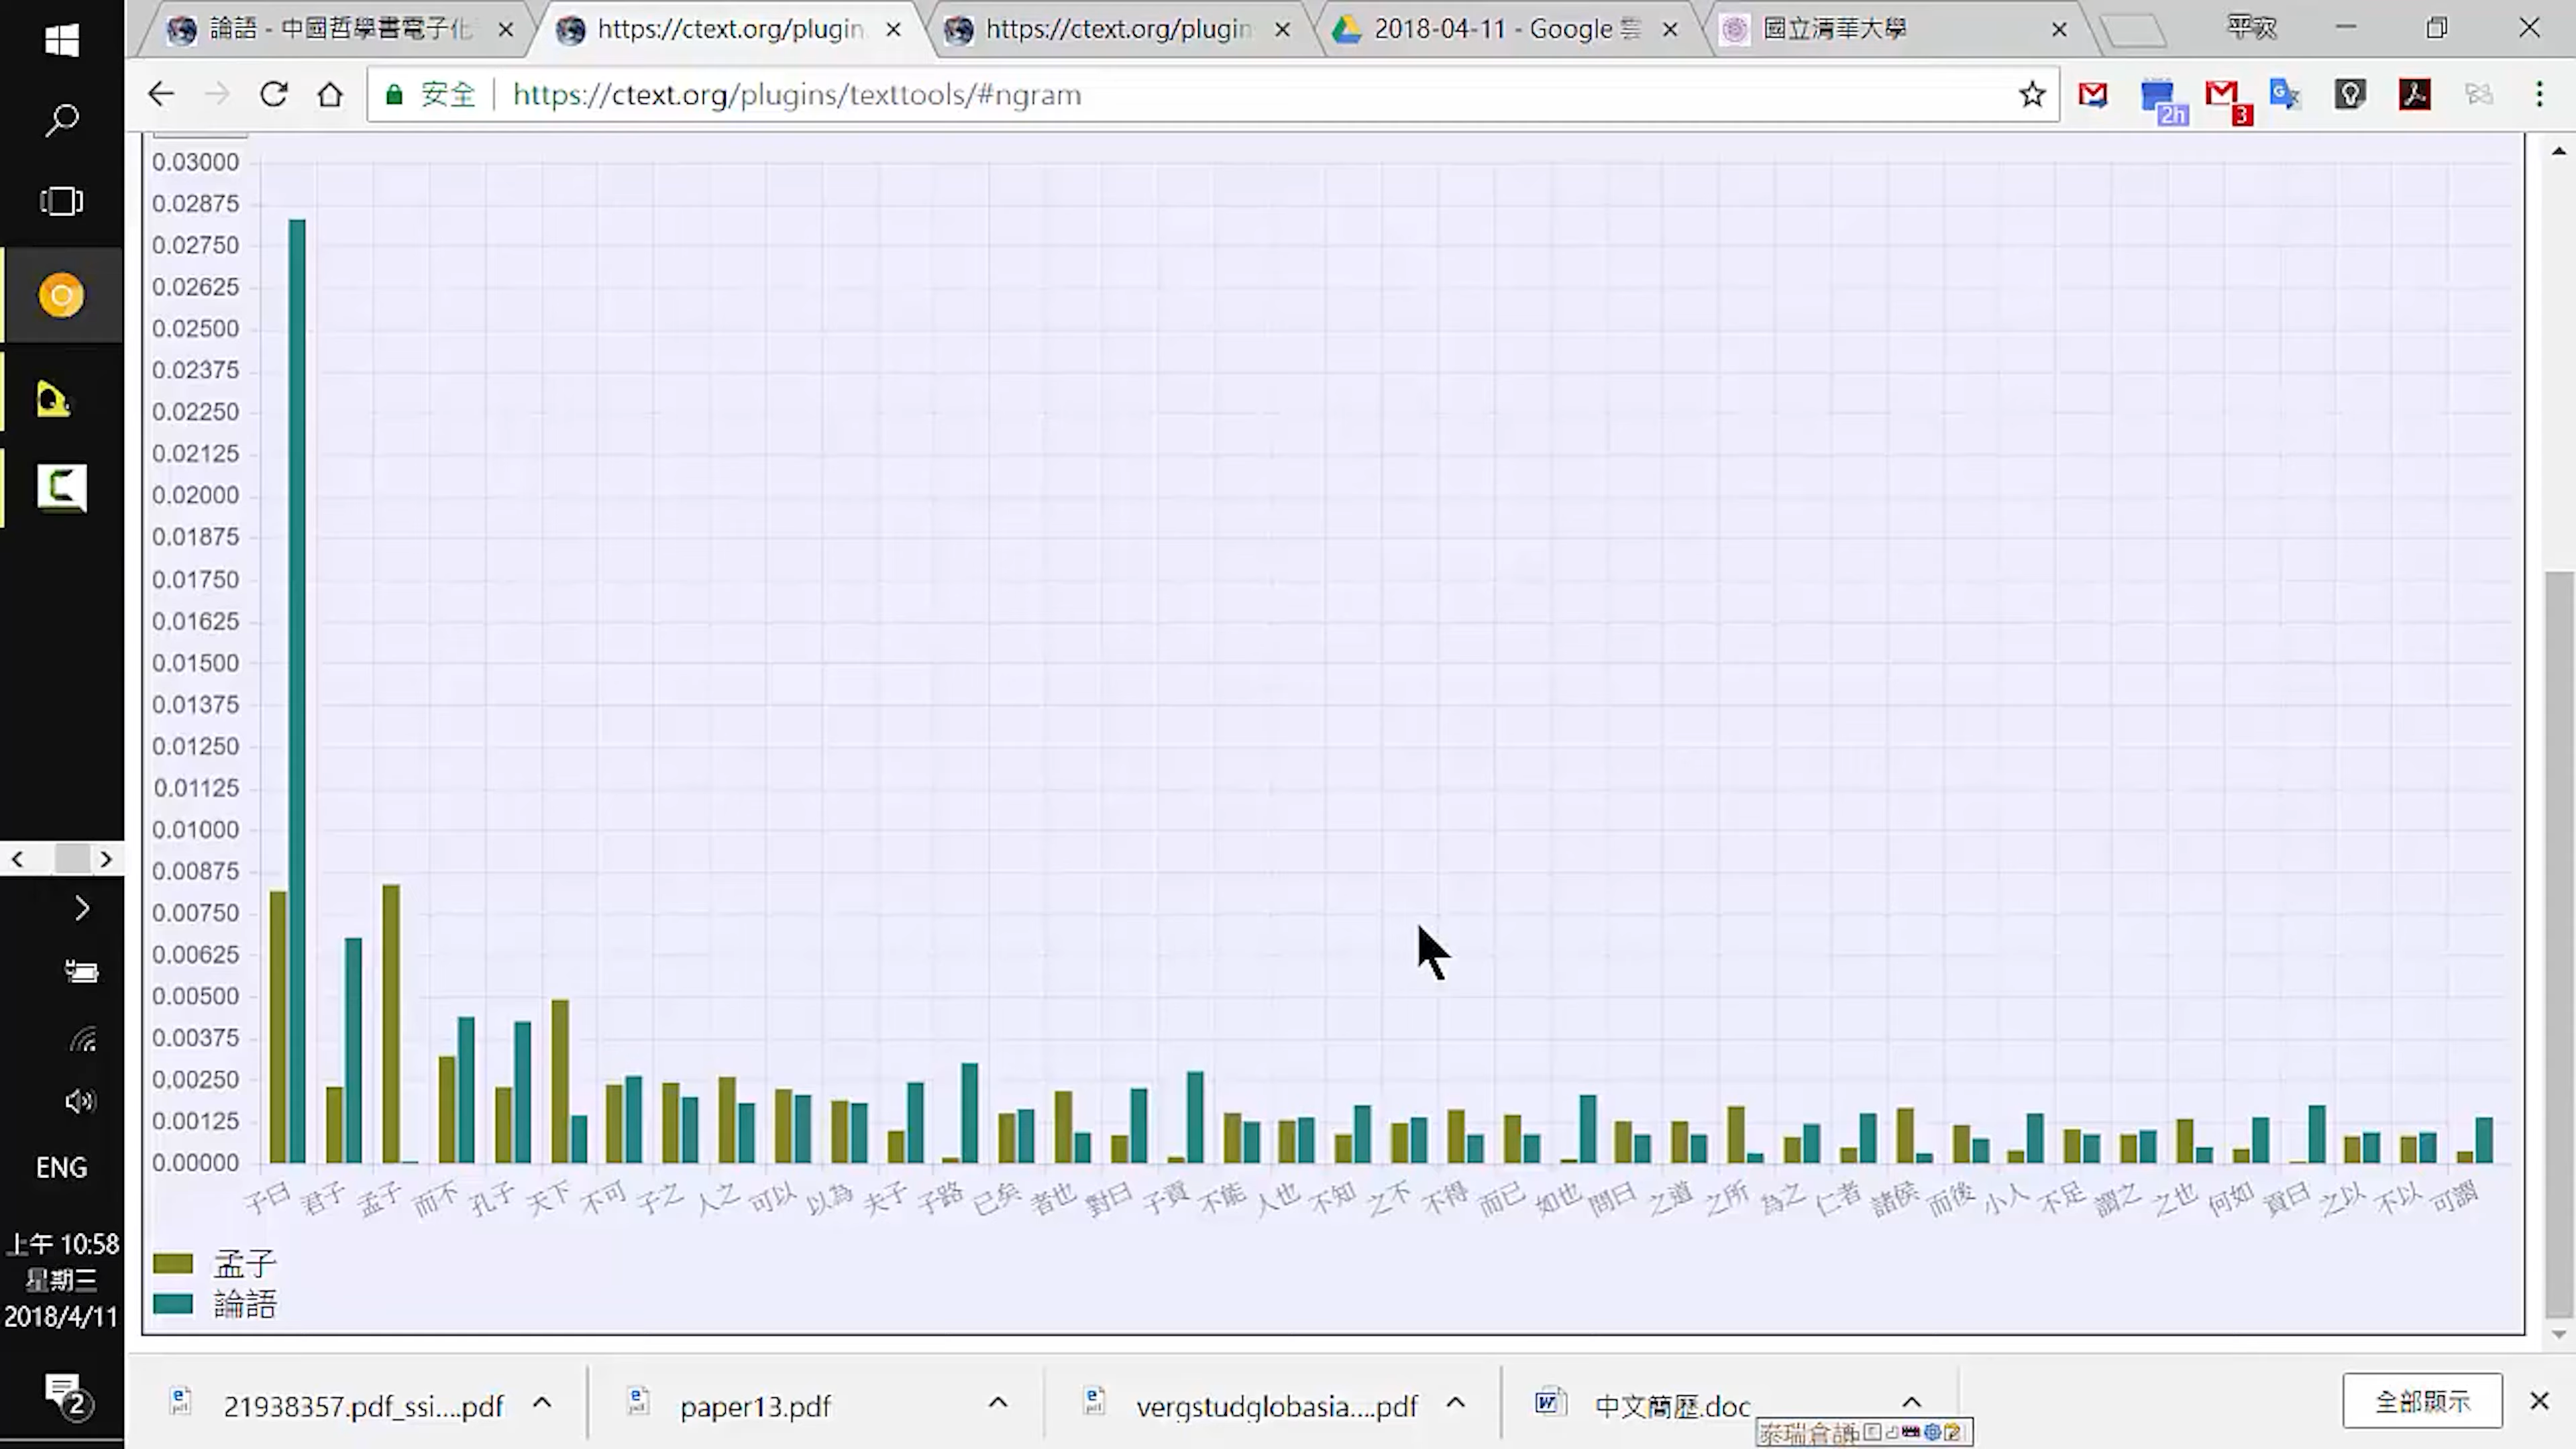 論語 - 中國哲學書電子化
https://ctext.org/plugin
https://ctext.org/plugin
2018-04-11 - Google 雲
國立清華大學
安全
https://ctext.org/plugins/texttools/#ngram
2h
3
0.03000
0.02875
0.02750
0.02625
0.02500
0.02375
0.02250
0.02125
0.02000
0.01875
0.01750
0.01625
0.01500
0.01375
0.01250
0.01125
0.01000
0.00875
0.00750
0.00625
0.00500
0.00375
0.00250
0.00125
0.00000
子曰 君子 孟子 而不 孔子 天下 不可 子之 人之 可以 以為 夫子 子路 已矣 者也 對曰 子貢 不能 人也 不知 之不 不得 而已 如也 問曰 之道 之所 為之 仁者 諸侯 而後 小人 不足 謂之 之也 何如 貢曰 之以 不以 可謂
孟子
論語
ENG
上午 10:58
星期三
2018/4/11
2
21938357.pdf_ssi....pdf
paper13.pdf
vergstudglobasia....pdf
中文簡歷.doc
全部顯示